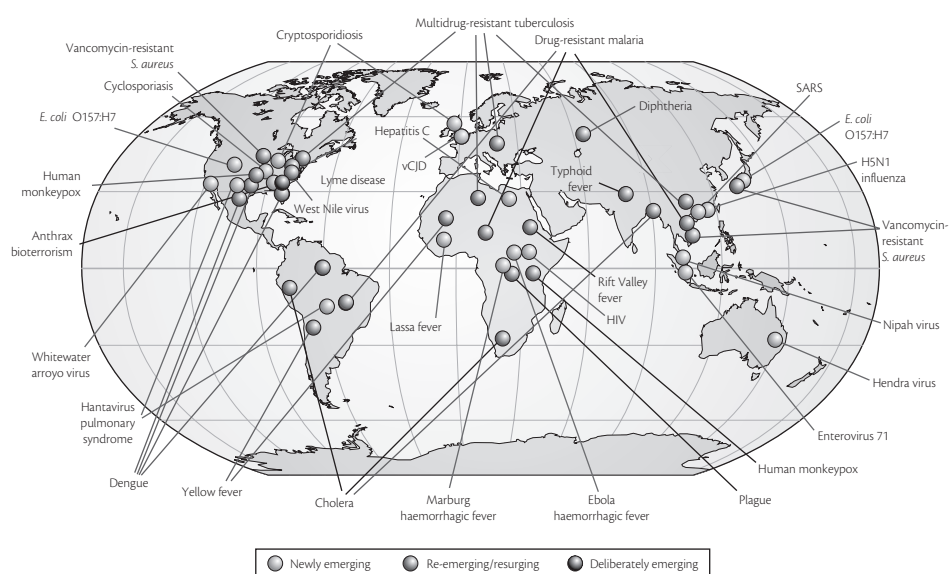 Multidrug-resistant tuberculosis
Cryptosporidiosis
Drug-resistant malaria
Vancomycin-resistant
S. aureus
Cyclosporiasis
SARS
Diphtheria
E. coli O157:H7
E. coli
O157:H7
Hepatitis C
vCJD
Typhoid
fever
H5N1
influenza
Human
monkeypox
Lyme disease
West Nile virus
Vancomycin-
resistant
S. aureus
Anthrax
bioterrorism
Rift Valley
fever
HIV
Lassa fever
Nipah virus
Whitewater
arroyo virus
Hendra virus
Hantavirus
pulmonary
syndrome
Enterovirus 71
Human monkeypox
Dengue
Yellow fever
Cholera
Marburg
haemorrhagic fever
Ebola
haemorrhagic fever
Plague
Newly emerging
Re-emerging/resurging
Deliberately emerging